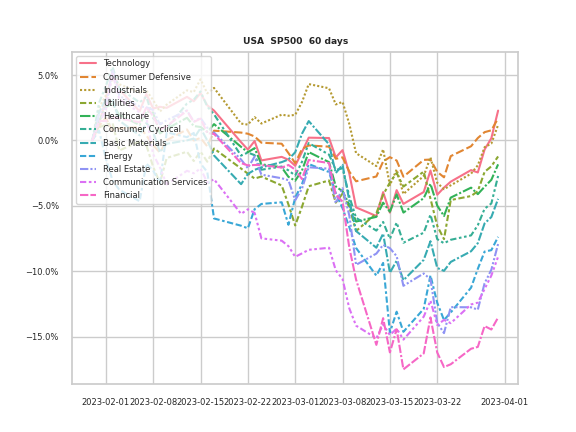 USA SP500 60 days
Technology
Consumer Defensive
Industrials
Utilities
Healthcare
Consumer Cyclical
Basic Materials
Energy
Real Estate
Communication Services
Financial
5.0%
0.0%
−5.0%
−10.0%
−15.0%
2023-02-01 2023-02-08 2023-02-15 2023-02-22 2023-03-01 2023-03-08 2023-03-15 2023-03-22 2023-04-01